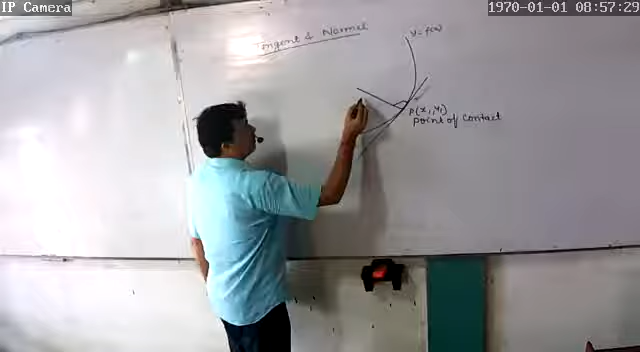 IP Camera
1970-01-01 08:57:29
Tangent & Normal
y = f(x)
P(x₁, y₁)
Point of Contact